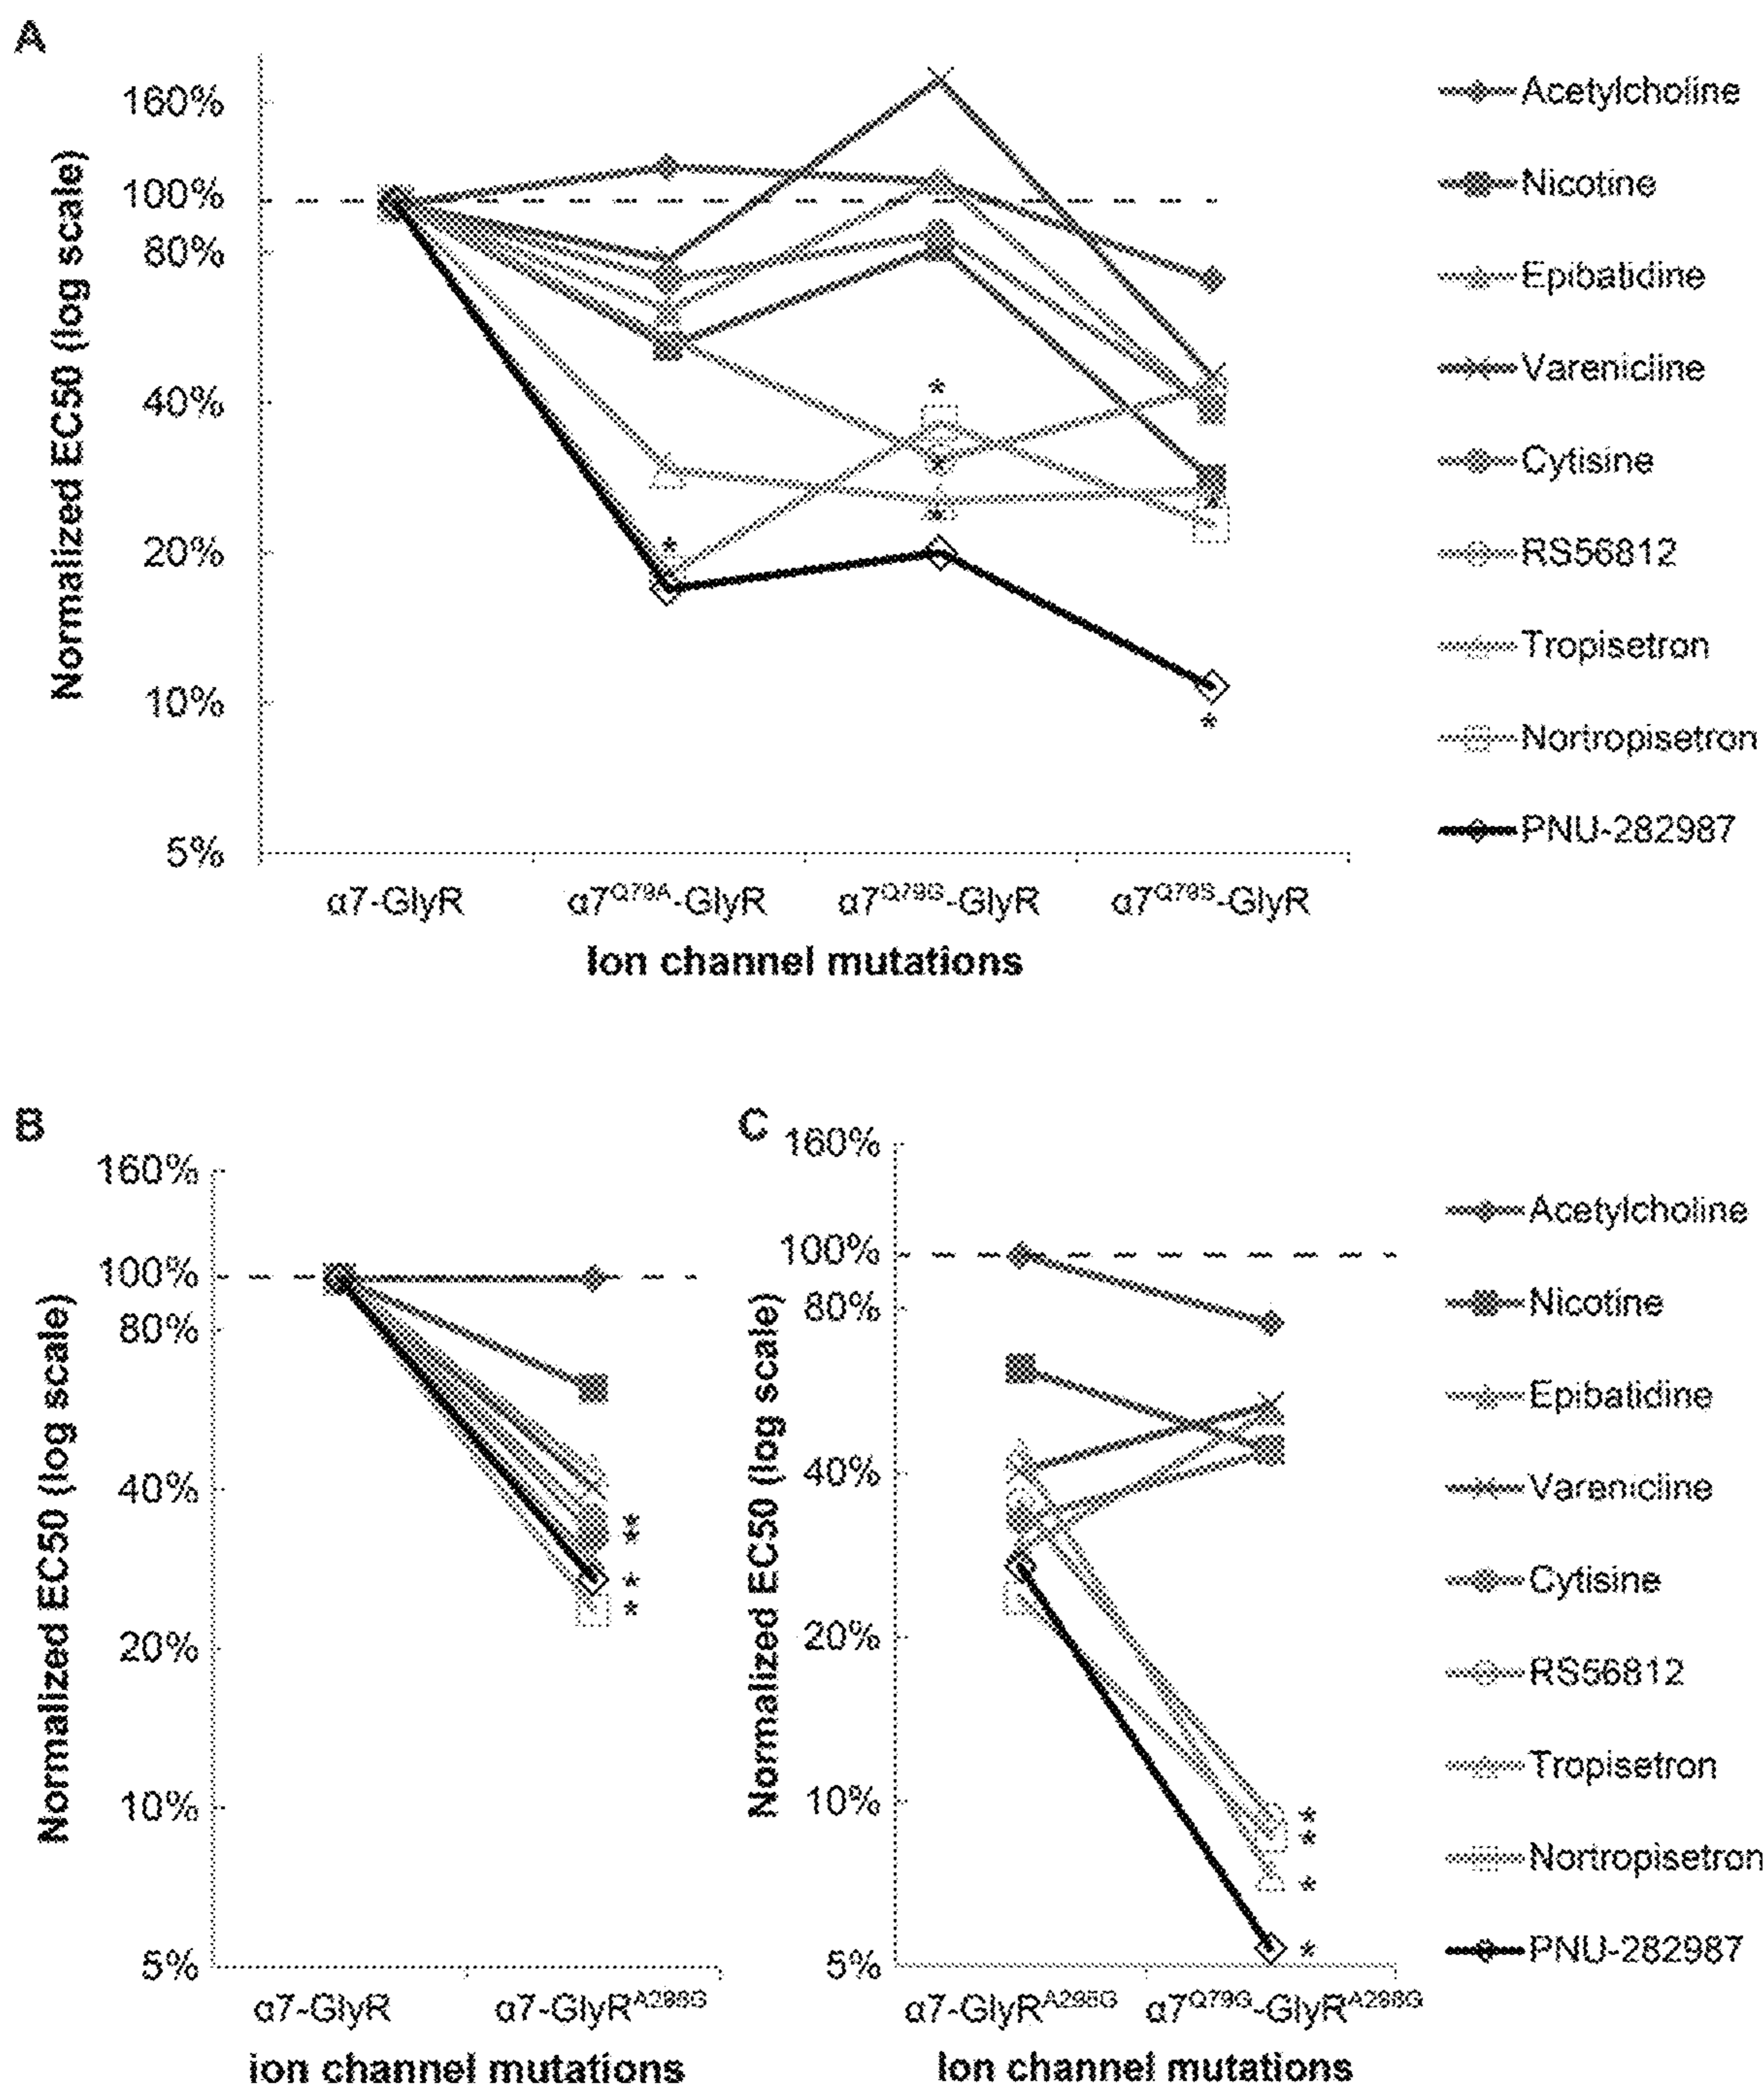 A
Normalized EC50 (log scale)
160%
100%
80%
40%
20%
10%
5%
*
*
*
*
*
α7-GlyR
α7Q79A-GlyR
α7Q79G-GlyR
α7Q79S-GlyR
Ion channel mutations
Acetylcholine
Nicotine
Epibatidine
Varenicline
Cytisine
RS56812
Tropisetron
Nortropisetron
PNU-282987
B
Normalized EC50 (log scale)
160%
100%
80%
40%
20%
10%
5%
*
*
*
*
α7-GlyR
α7-GlyRA298G
ion channel mutations
C
Normalized EC50 (log scale)
160%
100%
80%
40%
20%
10%
5%
*
*
*
*
α7-GlyRA298G
α7Q79G-GlyRA298G
Ion channel mutations
Acetylcholine
Nicotine
Epibatidine
Varenicline
Cytisine
RS56812
Tropisetron
Nortropisetron
PNU-282987